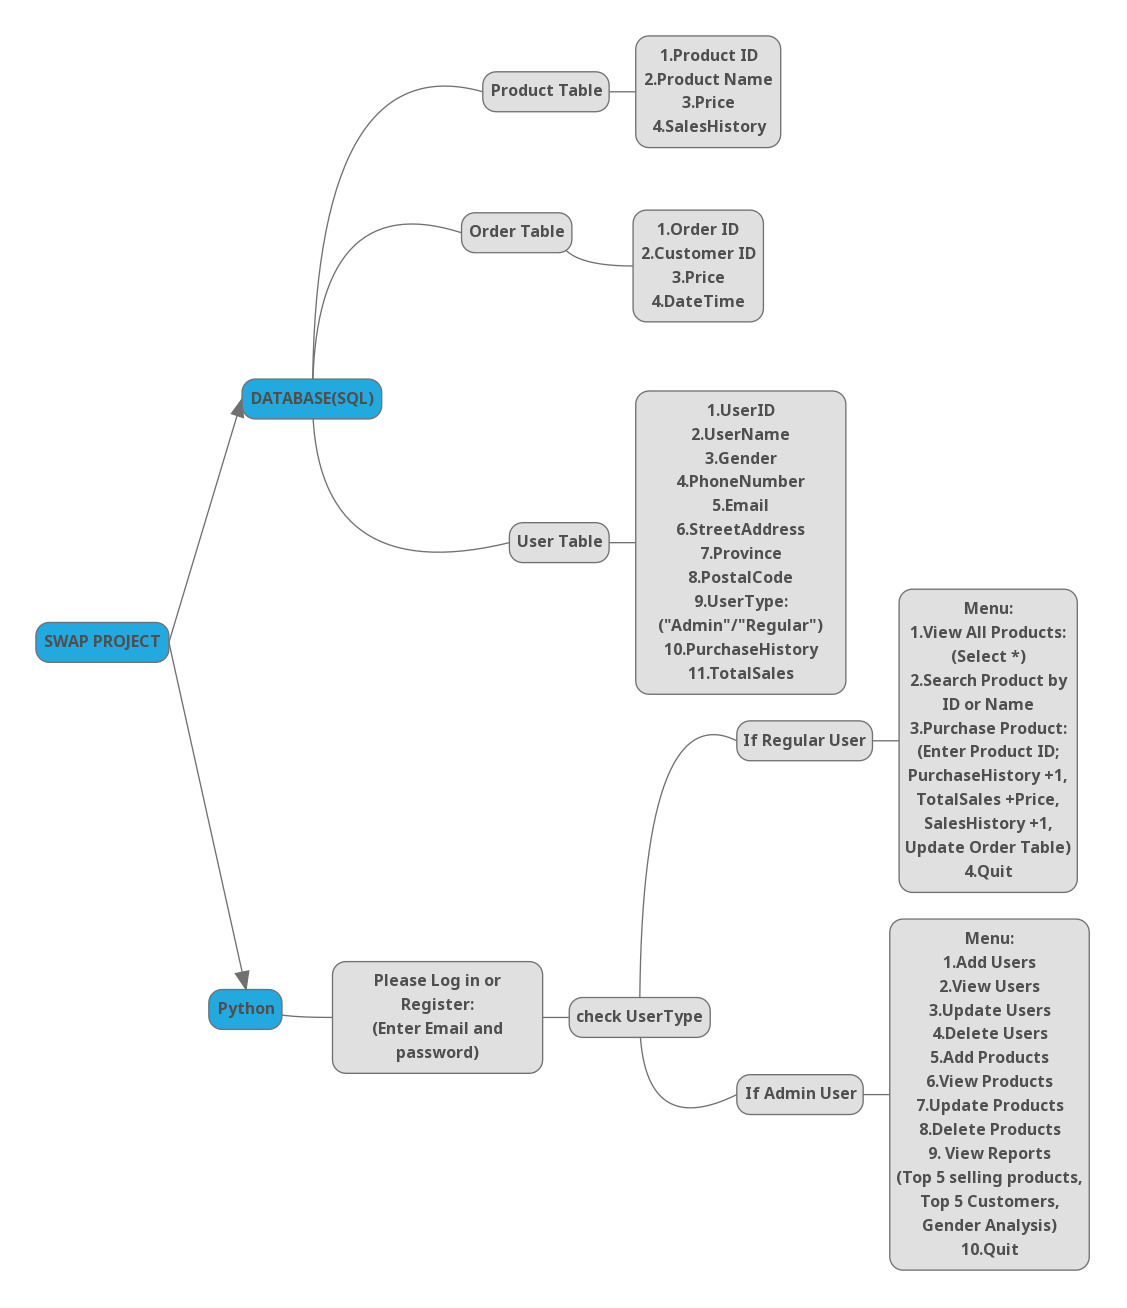 1.Product ID
2.Product Name
3.Price
4.SalesHistory
Product Table
Order Table
1.Order ID
2.Customer ID
3.Price
4.DateTime
DATABASE(SQL)
1.UserID
2.UserName
3.Gender
4.PhoneNumber
5.Email
6.StreetAddress
7.Province
8.PostalCode
9.UserType:
("Admin"/"Regular")
10.PurchaseHistory
11.TotalSales
User Table
SWAP PROJECT
If Regular User
Menu:
1.View All Products:
(Select *)
2.Search Product by
ID or Name
3.Purchase Product:
(Enter Product ID;
PurchaseHistory +1,
TotalSales +Price,
SalesHistory +1,
Update Order Table)
4.Quit
Python
Please Log in or
Register:
(Enter Email and
password)
check UserType
If Admin User
Menu:
1.Add Users
2.View Users
3.Update Users
4.Delete Users
5.Add Products
6.View Products
7.Update Products
8.Delete Products
9. View Reports
(Top 5 selling products,
Top 5 Customers,
Gender Analysis)
10.Quit